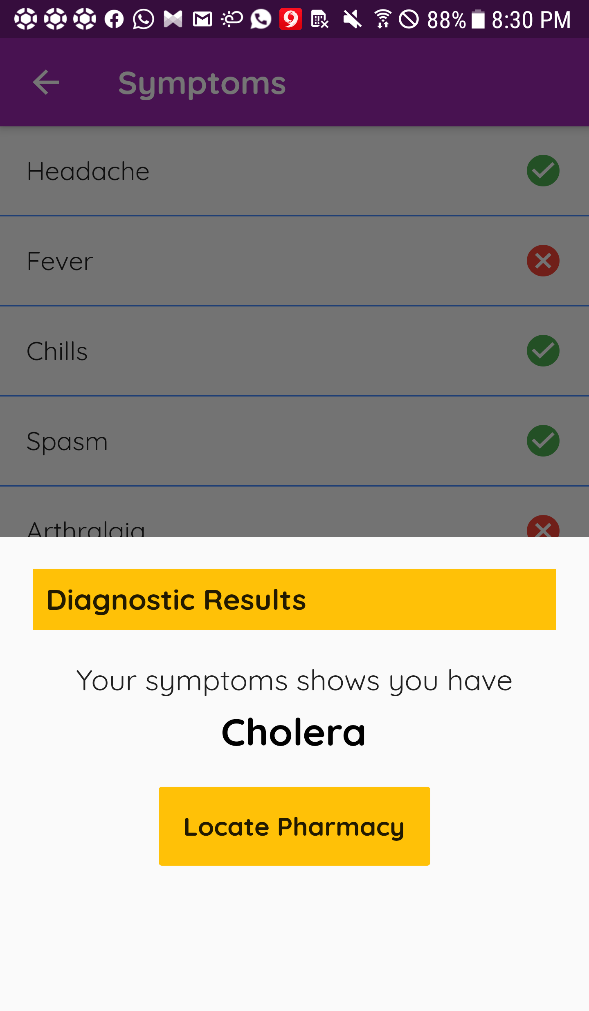 88% 8:30 PM
Symptoms
Headache
Fever
Chills
Spasm
Arthralgia
Diagnostic Results
Your symptoms shows you have
Cholera
Locate Pharmacy